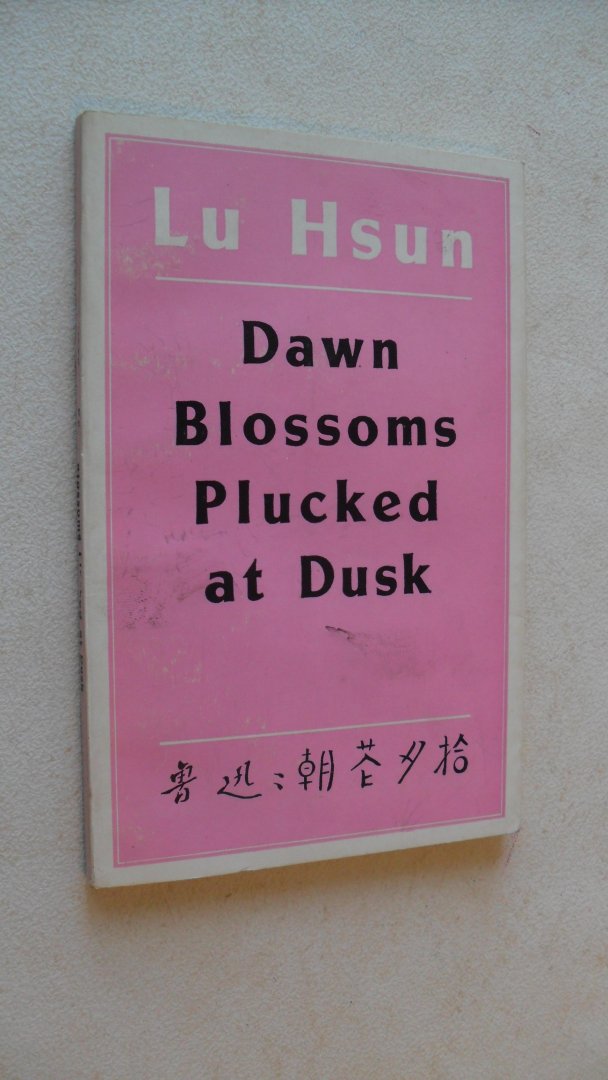 Lu Hsun
Dawn
Blossoms
Plucked
at Dusk
魯迅：朝花夕拾